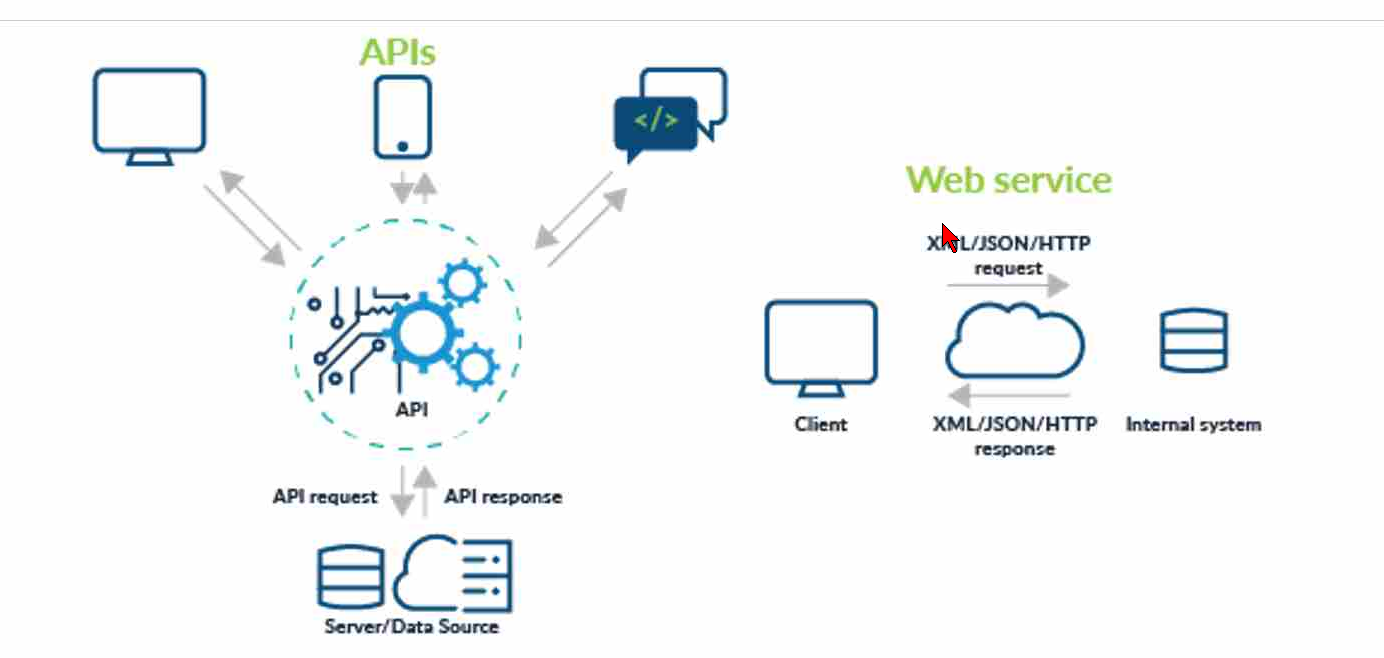 APIs
</>
API
API request
API response
Server/Data Source
Web service
XML/JSON/HTTP
request
Client
XML/JSON/HTTP
response
Internal system